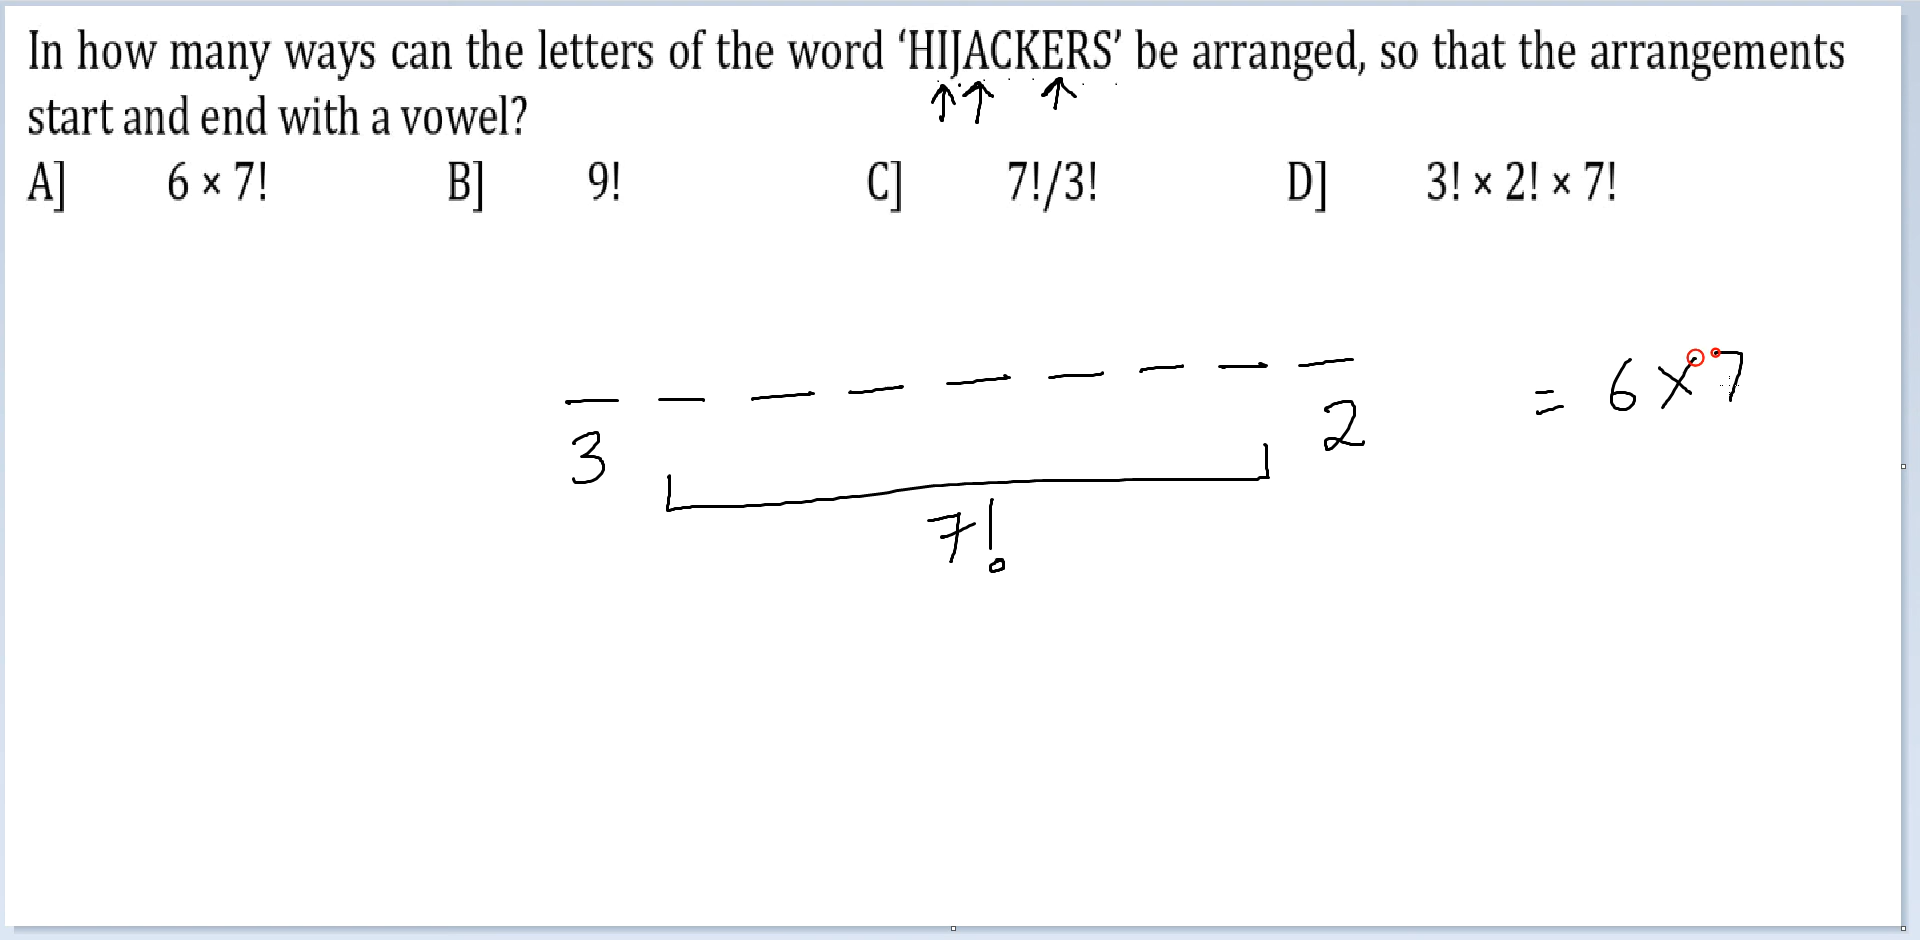 In how many ways can the letters of the word ‘HIJACKERS’ be arranged, so that the arrangements
start and end with a vowel?
A] 6 × 7! B] 9! C] 7!/3! D] 3! × 2! × 7!
= 6 × 7
3 2
7!